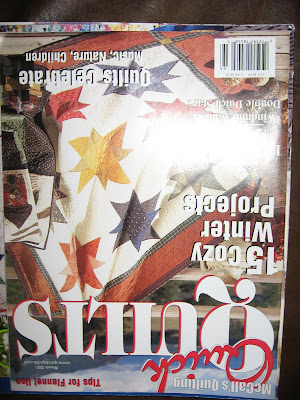 Tips for Flannel Use
McCall's Quilting
Quick
QUILTS
15 Cozy
Winter
Projects
Double Dutch
Quilts Celebrate
Music, Nature, Children